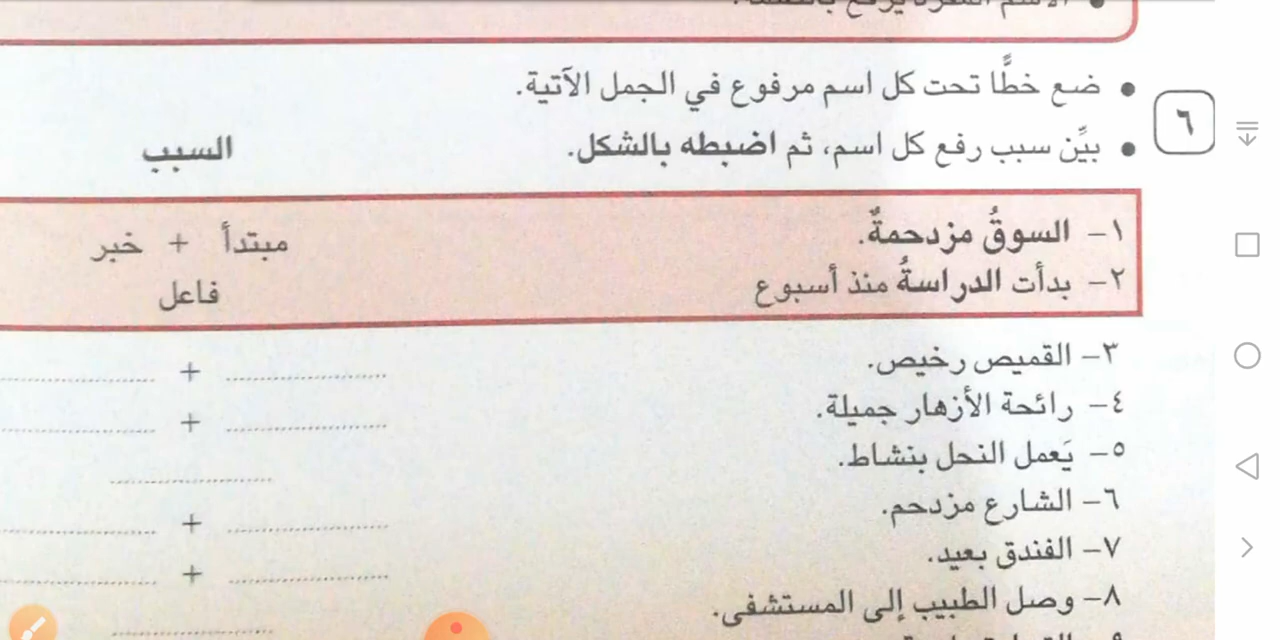 ضع خطًّا تحت كل اسم مرفوع في الجمل الآتية.
٦
بيِّن سبب رفع كل اسم، ثم اضبطه بالشكل.
السبب
١- السوقُ مزدحمةٌ. مبتدأ + خبر
٢- بدأت الدراسةُ منذ أسبوع فاعل
٣- القميص رخيص. ............ + ............
٤- رائحة الأزهار جميلة. ............ + ............
٥- يَعمل النحل بنشاط. ............
٦- الشارع مزدحم. ............ + ............
٧- الفندق بعيد. ............ + ............
٨- وصل الطبيب إلى المستشفى. ............